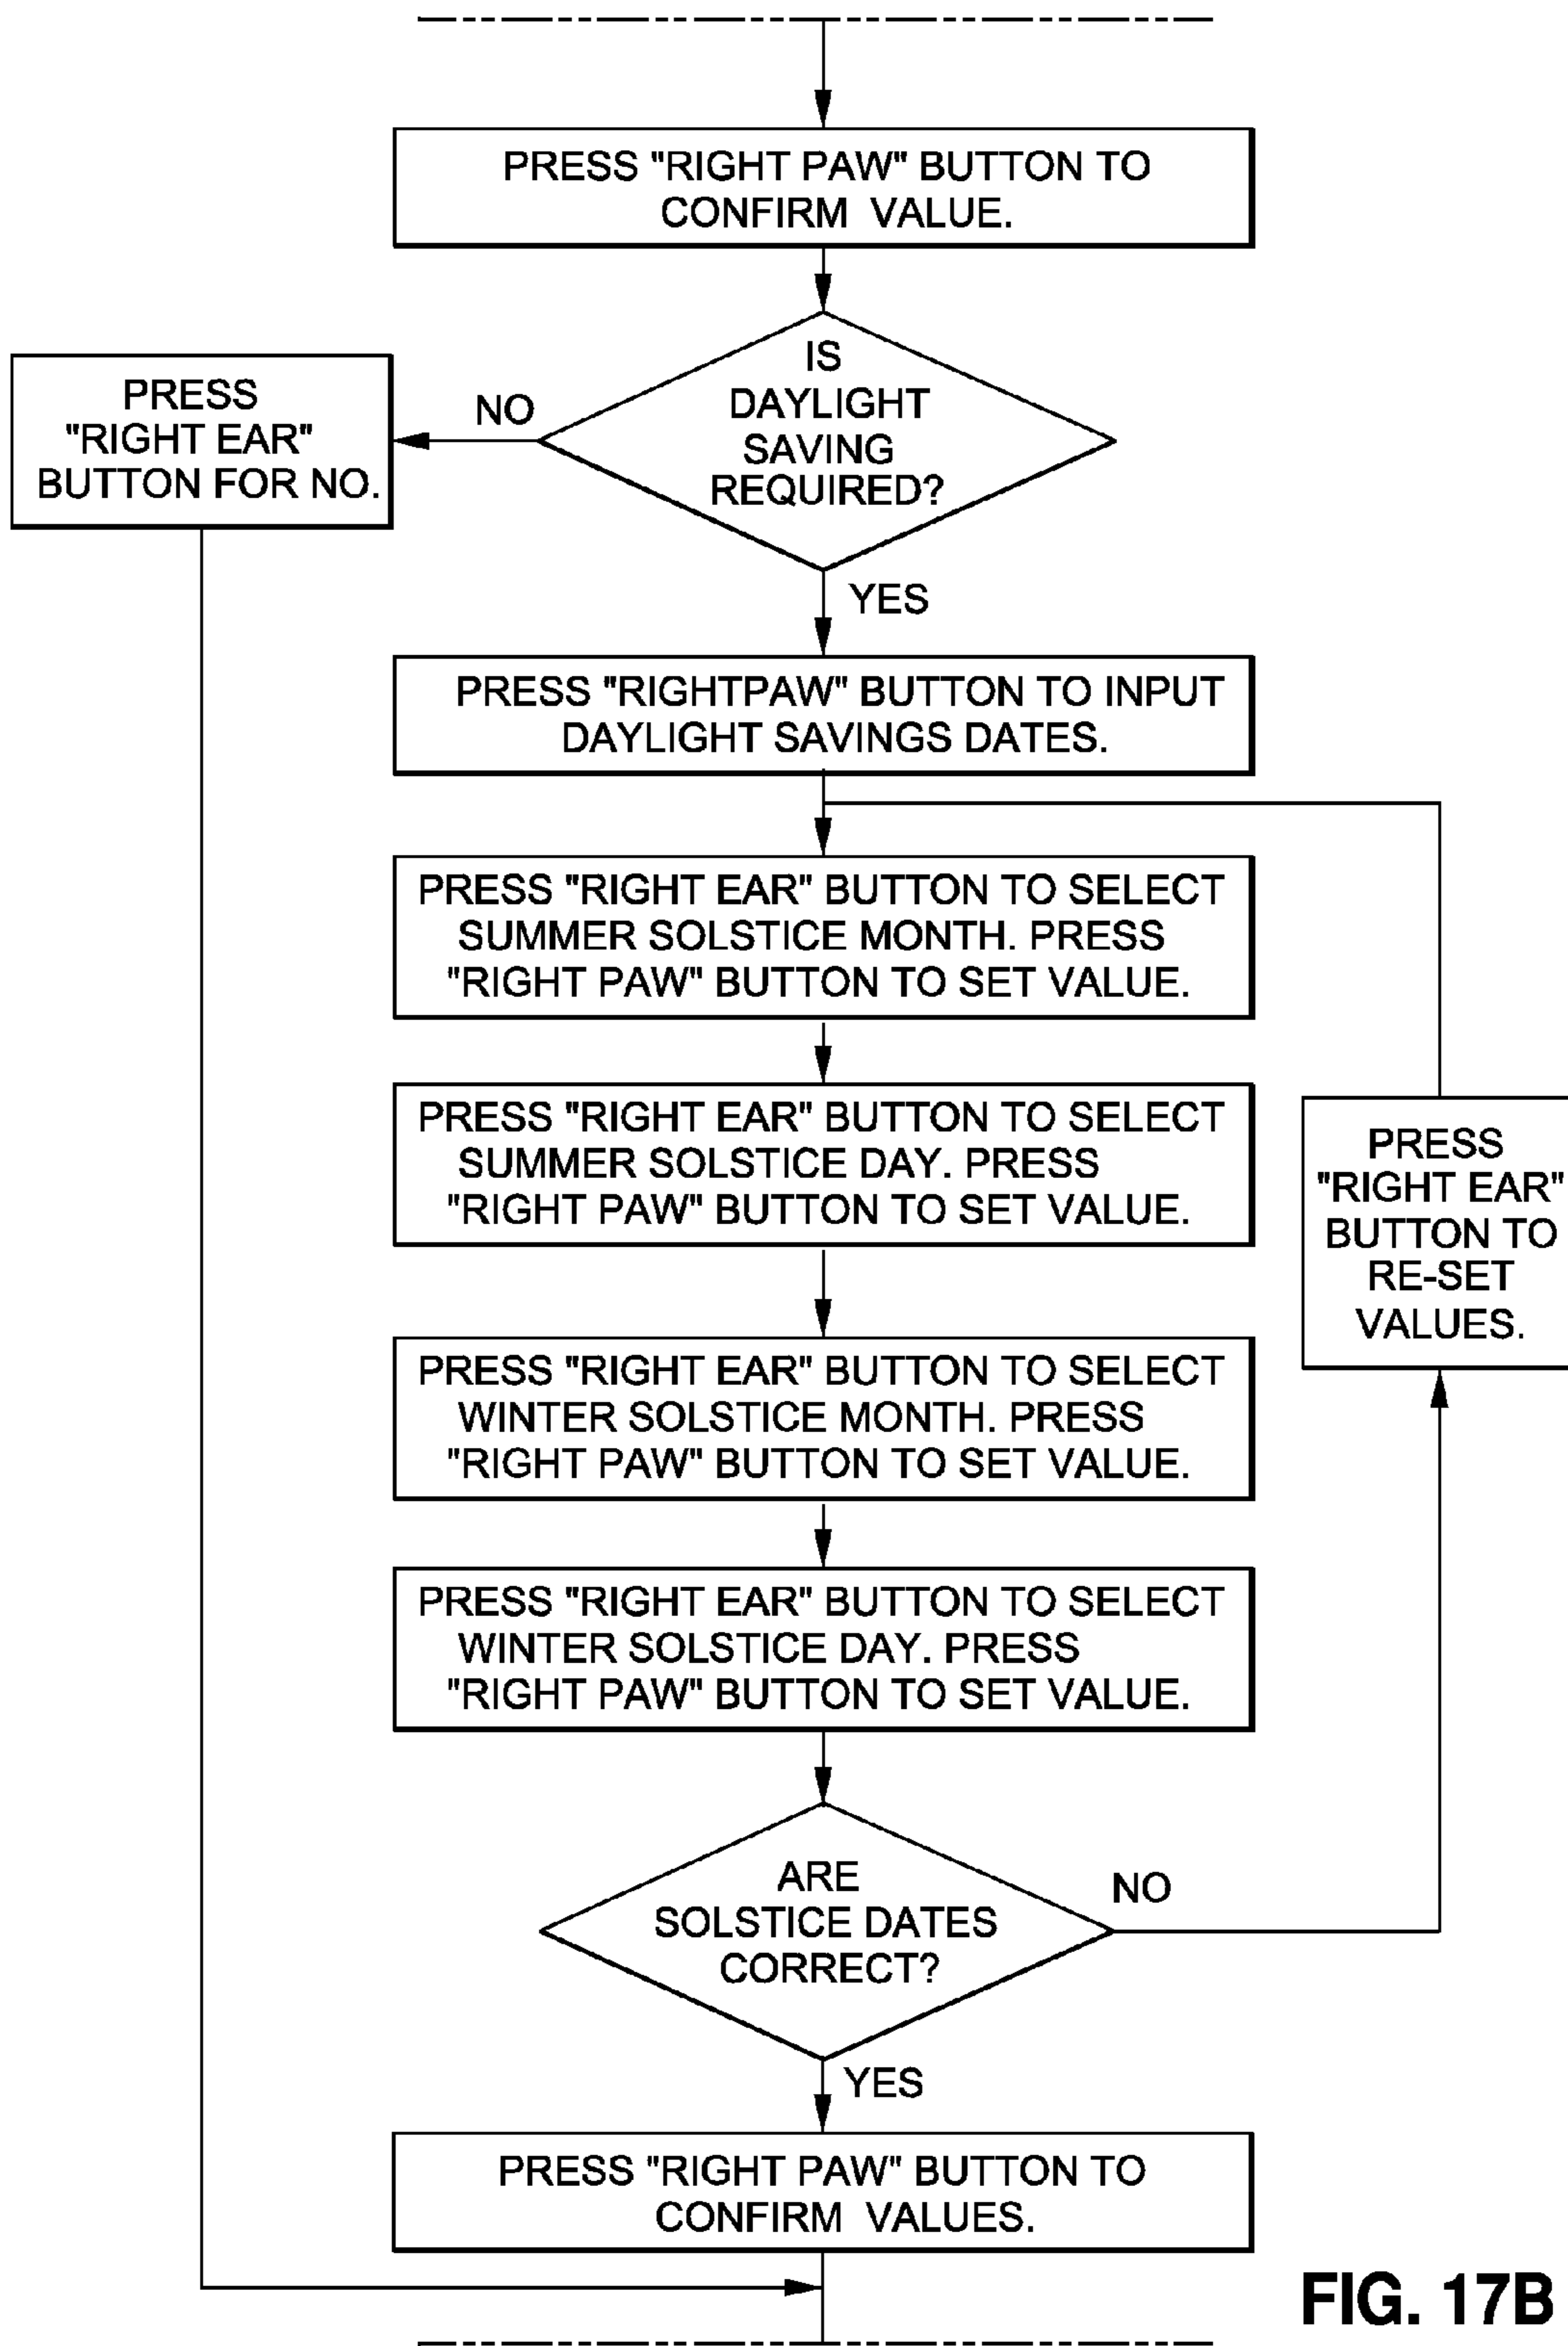 PRESS "RIGHT PAW" BUTTON TO
CONFIRM VALUE.
IS
DAYLIGHT
SAVING
REQUIRED?
NO
PRESS
"RIGHT EAR"
BUTTON FOR NO.
YES
PRESS "RIGHTPAW" BUTTON TO INPUT
DAYLIGHT SAVINGS DATES.
PRESS "RIGHT EAR" BUTTON TO SELECT
SUMMER SOLSTICE MONTH. PRESS
"RIGHT PAW" BUTTON TO SET VALUE.
PRESS "RIGHT EAR" BUTTON TO SELECT
SUMMER SOLSTICE DAY. PRESS
"RIGHT PAW" BUTTON TO SET VALUE.
PRESS
"RIGHT EAR"
BUTTON TO
RE-SET
VALUES.
PRESS "RIGHT EAR" BUTTON TO SELECT
WINTER SOLSTICE MONTH. PRESS
"RIGHT PAW" BUTTON TO SET VALUE.
PRESS "RIGHT EAR" BUTTON TO SELECT
WINTER SOLSTICE DAY. PRESS
"RIGHT PAW" BUTTON TO SET VALUE.
ARE
SOLSTICE DATES
CORRECT?
NO
YES
PRESS "RIGHT PAW" BUTTON TO
CONFIRM VALUES.
FIG. 17B